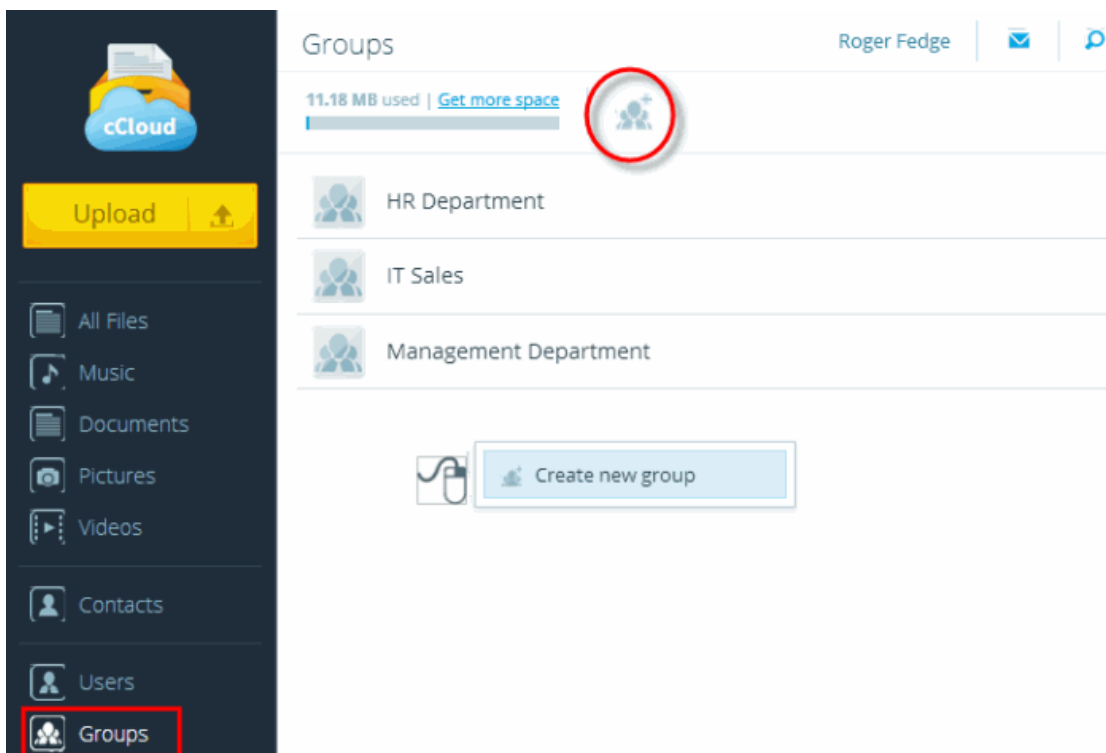 cCloud
Upload
All Files
Music
Documents
Pictures
Videos
Contacts
Users
Groups
Groups
Roger Fedge
11.18 MB used | Get more space
HR Department
IT Sales
Management Department
Create new group